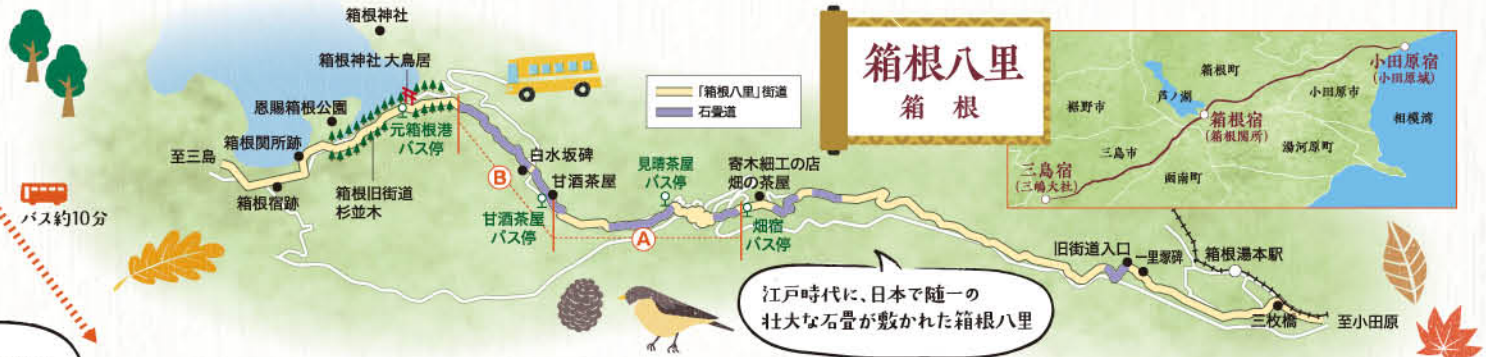 箱根神社
箱根神社 大鳥居
恩賜箱根公園
箱根関所跡
至三島
箱根宿跡
箱根旧街道
杉並木
元箱根港
バス停
バス約10分
「箱根八里」街道
石畳道
箱根八里
箱根
白水坂碑
甘酒茶屋
B
甘酒茶屋
バス停
見晴茶屋
バス停
A
寄木細工の店
畑の茶屋
畑宿
バス停
江戸時代に、日本で随一の
壮大な石畳が敷かれた箱根八里
旧街道入口
一里塚碑
箱根湯本駅
三枚橋
至小田原
小田原宿
(小田原城)
箱根町
小田原市
芦ノ湖
裾野市
相模湾
箱根宿
(箱根関所)
湯河原町
三島市
函南町
三島宿
(三嶋大社)